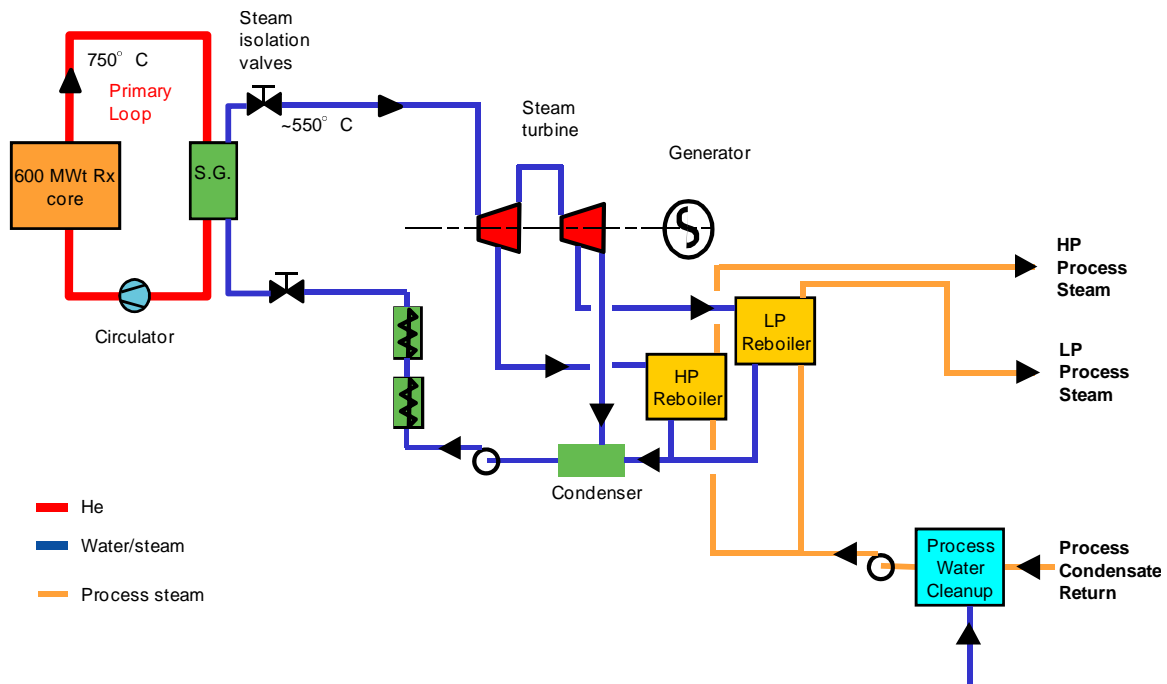 Steam
isolation
valves
750° C
Primary
Loop
~550° C
Steam
turbine
Generator
600 MWt Rx
core
S.G.
HP
Process
Steam
LP
Reboiler
Circulator
LP
Process
Steam
HP
Reboiler
Condenser
He
Water/steam
Process steam
Process
Water
Cleanup
Process
Condensate
Return